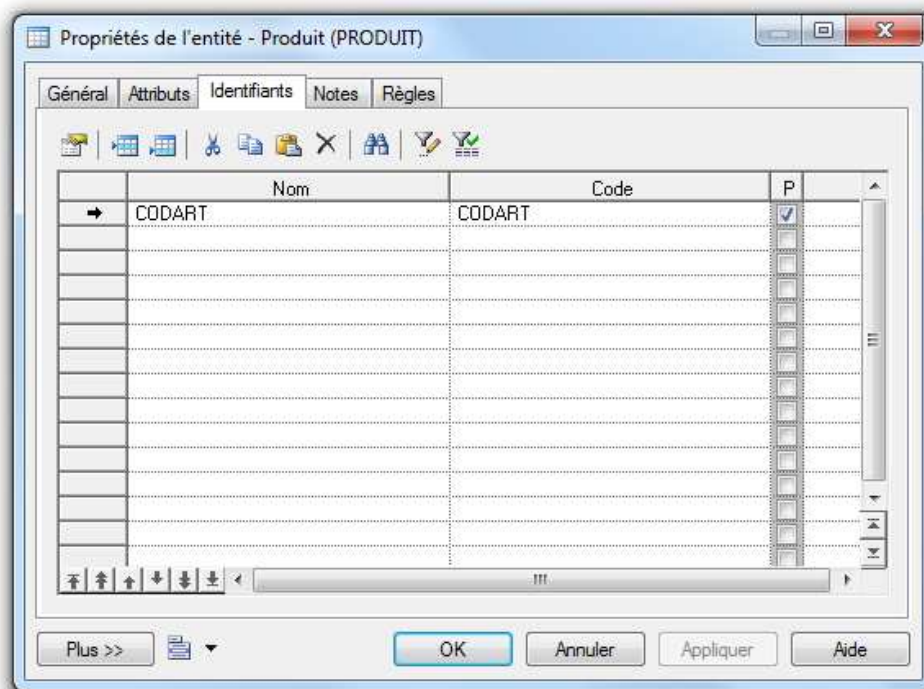 Propriétés de l'entité - Produit (PRODUIT)
Général Attributs Identifiants Notes Règles
Nom Code P
CODART CODART
Plus >> OK Annuler Appliquer Aide